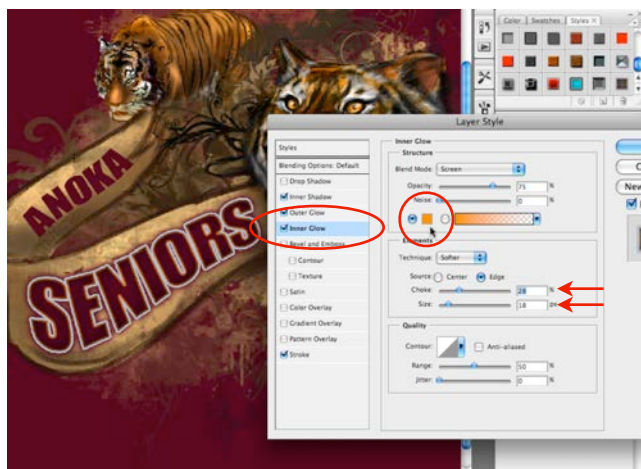 Color
Swatches
Styles ×
Layer Style
ANOKA
SENIORS
Styles
Blending Options: Default
Drop Shadow
Inner Shadow
Outer Glow
Inner Glow
Bevel and Emboss
Contour
Texture
Satin
Color Overlay
Gradient Overlay
Pattern Overlay
Stroke
Inner Glow
Structure
Blend Mode: Screen
Opacity: 75 %
Noise: 0 %
Elements
Technique: Softer
Source: Center Edge
Choke: 28 %
Size: 18 px
Quality
Contour: Anti-aliased
Range: 50 %
Jitter: 0 %
New